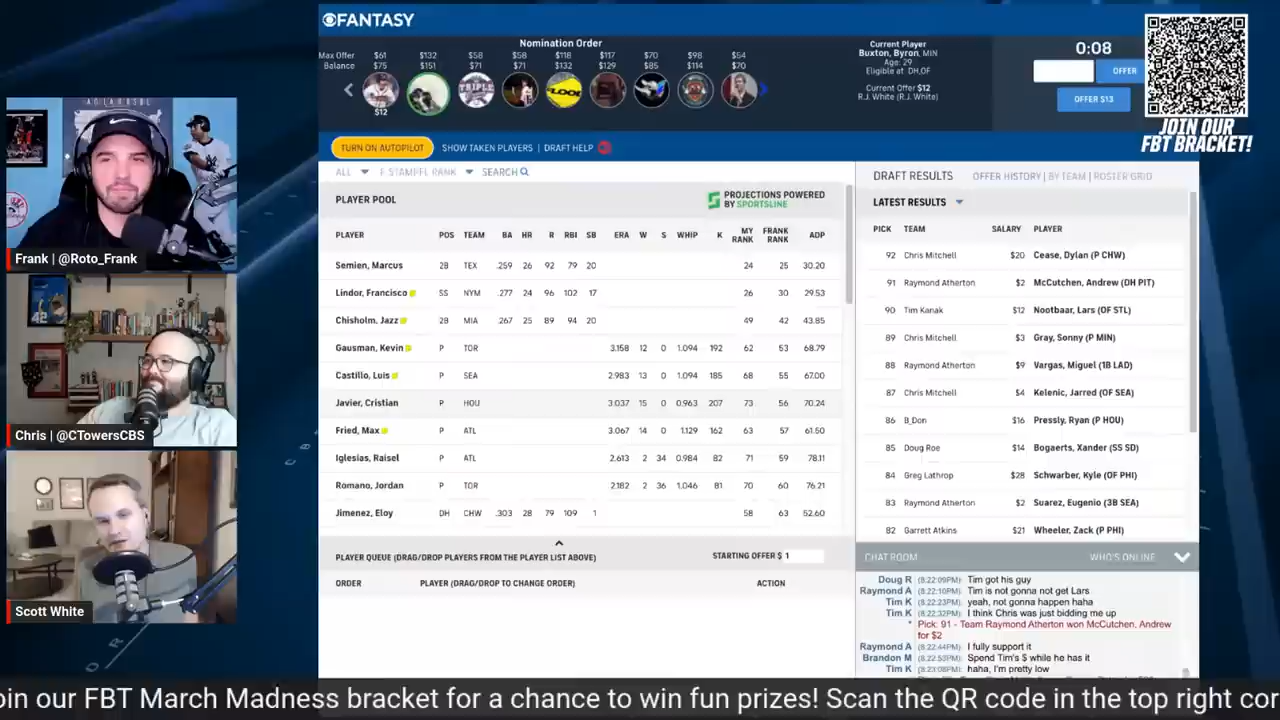 FANTASY
Nomination Order
Max Offer $61 $132 $58 $58 $118 $117 $70 $98 $54
Balance $75 $151 $71 $71 $132 $129 $85 $114 $70
$12
Current Player
Buxton, Byron, MIN
Age: 29
Eligible at DH,OF
Current Offer $12
R.J. White (R.J. White)
0:08
OFFER
OFFER $13
JOIN OUR
FBT BRACKET!
TURN ON AUTOPILOT SHOW TAKEN PLAYERS | DRAFT HELP
ALL F. STAMPFL RANK SEARCH
PLAYER POOL
PROJECTIONS POWERED
BY SPORTSLINE
PLAYER POS TEAM BA HR R RBI SB ERA W S WHIP K MY RANK FRANK RANK ADP
Semien, Marcus 2B TEX .259 26 92 79 20 24 25 30.20
Lindor, Francisco SS NYM .277 24 96 102 17 26 30 29.53
Chisholm, Jazz 2B MIA .267 25 89 94 20 49 42 43.85
Gausman, Kevin P TOR 3.158 12 0 1.094 192 62 53 68.79
Castillo, Luis P SEA 2.983 13 0 1.094 185 68 55 67.00
Javier, Cristian P HOU 3.037 15 0 0.963 207 73 56 70.24
Fried, Max P ATL 3.067 14 0 1.129 162 63 57 61.50
Iglesias, Raisel P ATL 2.613 2 34 0.984 82 71 59 78.11
Romano, Jordan P TOR 2.182 2 36 1.046 81 70 60 76.21
Jimenez, Eloy DH CHW .303 28 79 109 1 58 63 52.60
PLAYER QUEUE (DRAG/DROP PLAYERS FROM THE PLAYER LIST ABOVE) STARTING OFFER $ 1
ORDER PLAYER (DRAG/DROP TO CHANGE ORDER) ACTION
DRAFT RESULTS OFFER HISTORY | BY TEAM | ROSTER GRID
LATEST RESULTS
PICK TEAM SALARY PLAYER
92 Chris Mitchell $20 Cease, Dylan (P CHW)
91 Raymond Atherton $2 McCutchen, Andrew (DH PIT)
90 Tim Kanak $12 Nootbaar, Lars (OF STL)
89 Chris Mitchell $3 Gray, Sonny (P MIN)
88 Raymond Atherton $9 Vargas, Miguel (1B LAD)
87 Chris Mitchell $4 Kelenic, Jarred (OF SEA)
86 B_Don $16 Pressly, Ryan (P HOU)
85 Doug Roe $14 Bogaerts, Xander (SS SD)
84 Greg Lathrop $28 Schwarber, Kyle (OF PHI)
83 Raymond Atherton $2 Suarez, Eugenio (3B SEA)
82 Garrett Atkins $21 Wheeler, Zack (P PHI)
CHAT ROOM WHO'S ONLINE
Doug R (8:22:09PM): Tim got his guy
Raymond A (8:22:10PM): Tim is not gonna not get Lars
Tim K (8:22:23PM): yeah, not gonna happen haha
Tim K (8:22:32PM): I think Chris was just bidding me up
* Pick: 91 - Team Raymond Atherton won McCutchen, Andrew
for $2
Raymond A (8:22:44PM): I fully support it
Brandon M (8:22:53PM): Spend Tim's $ while he has it
Tim K (8:23:08PM): haha, I'm pretty low
Frank | @Roto_Frank
Chris | @CTowersCBS
Scott White
oin our FBT March Madness bracket for a chance to win fun prizes! Scan the QR code in the top right cor